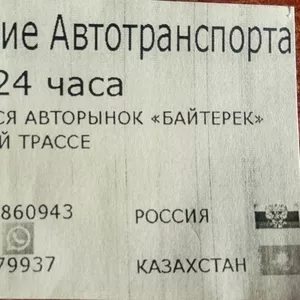 ие Автотранспорта
24 часа
СЯ АВТОРЫНОК «БАЙТЕРЕК»
Й ТРАССЕ
860943 РОССИЯ
79937 КАЗАХСТАН